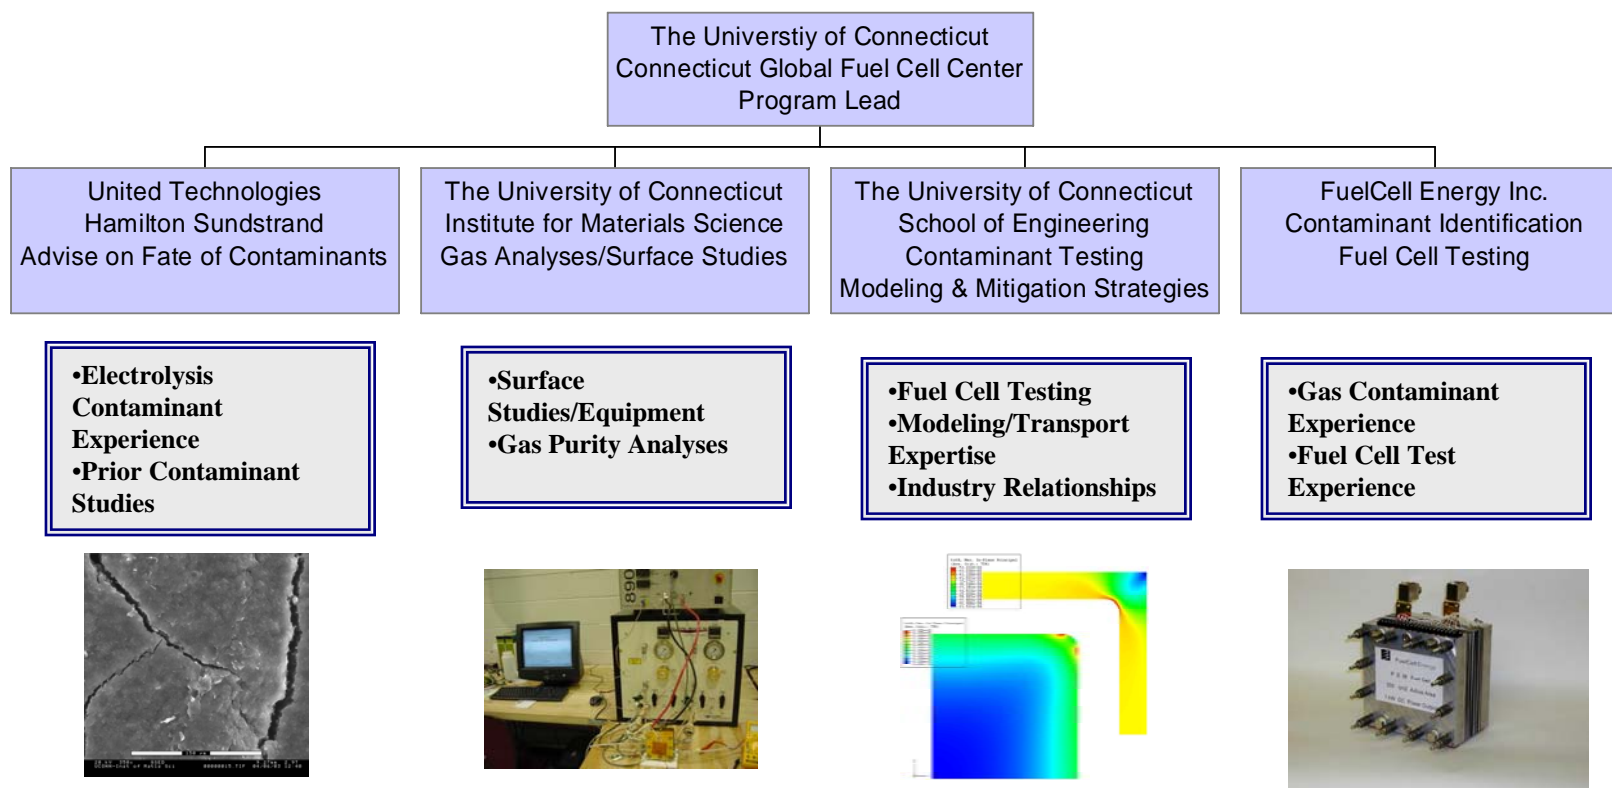 The Universtiy of Connecticut
Connecticut Global Fuel Cell Center
Program Lead
United Technologies
Hamilton Sundstrand
Advise on Fate of Contaminants
The University of Connecticut
Institute for Materials Science
Gas Analyses/Surface Studies
The University of Connecticut
School of Engineering
Contaminant Testing
Modeling & Mitigation Strategies
FuelCell Energy Inc.
Contaminant Identification
Fuel Cell Testing
•Electrolysis
Contaminant
Experience
•Prior Contaminant
Studies
•Surface
Studies/Equipment
•Gas Purity Analyses
•Fuel Cell Testing
•Modeling/Transport
Expertise
•Industry Relationships
•Gas Contaminant
Experience
•Fuel Cell Test
Experience
890
FuelCell Energy